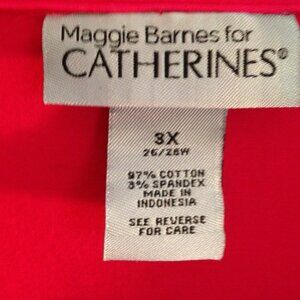 Maggie Barnes for
CATHERINES®
3X
26/28W
97% COTTON
3% SPANDEX
MADE IN
INDONESIA
SEE REVERSE
FOR CARE